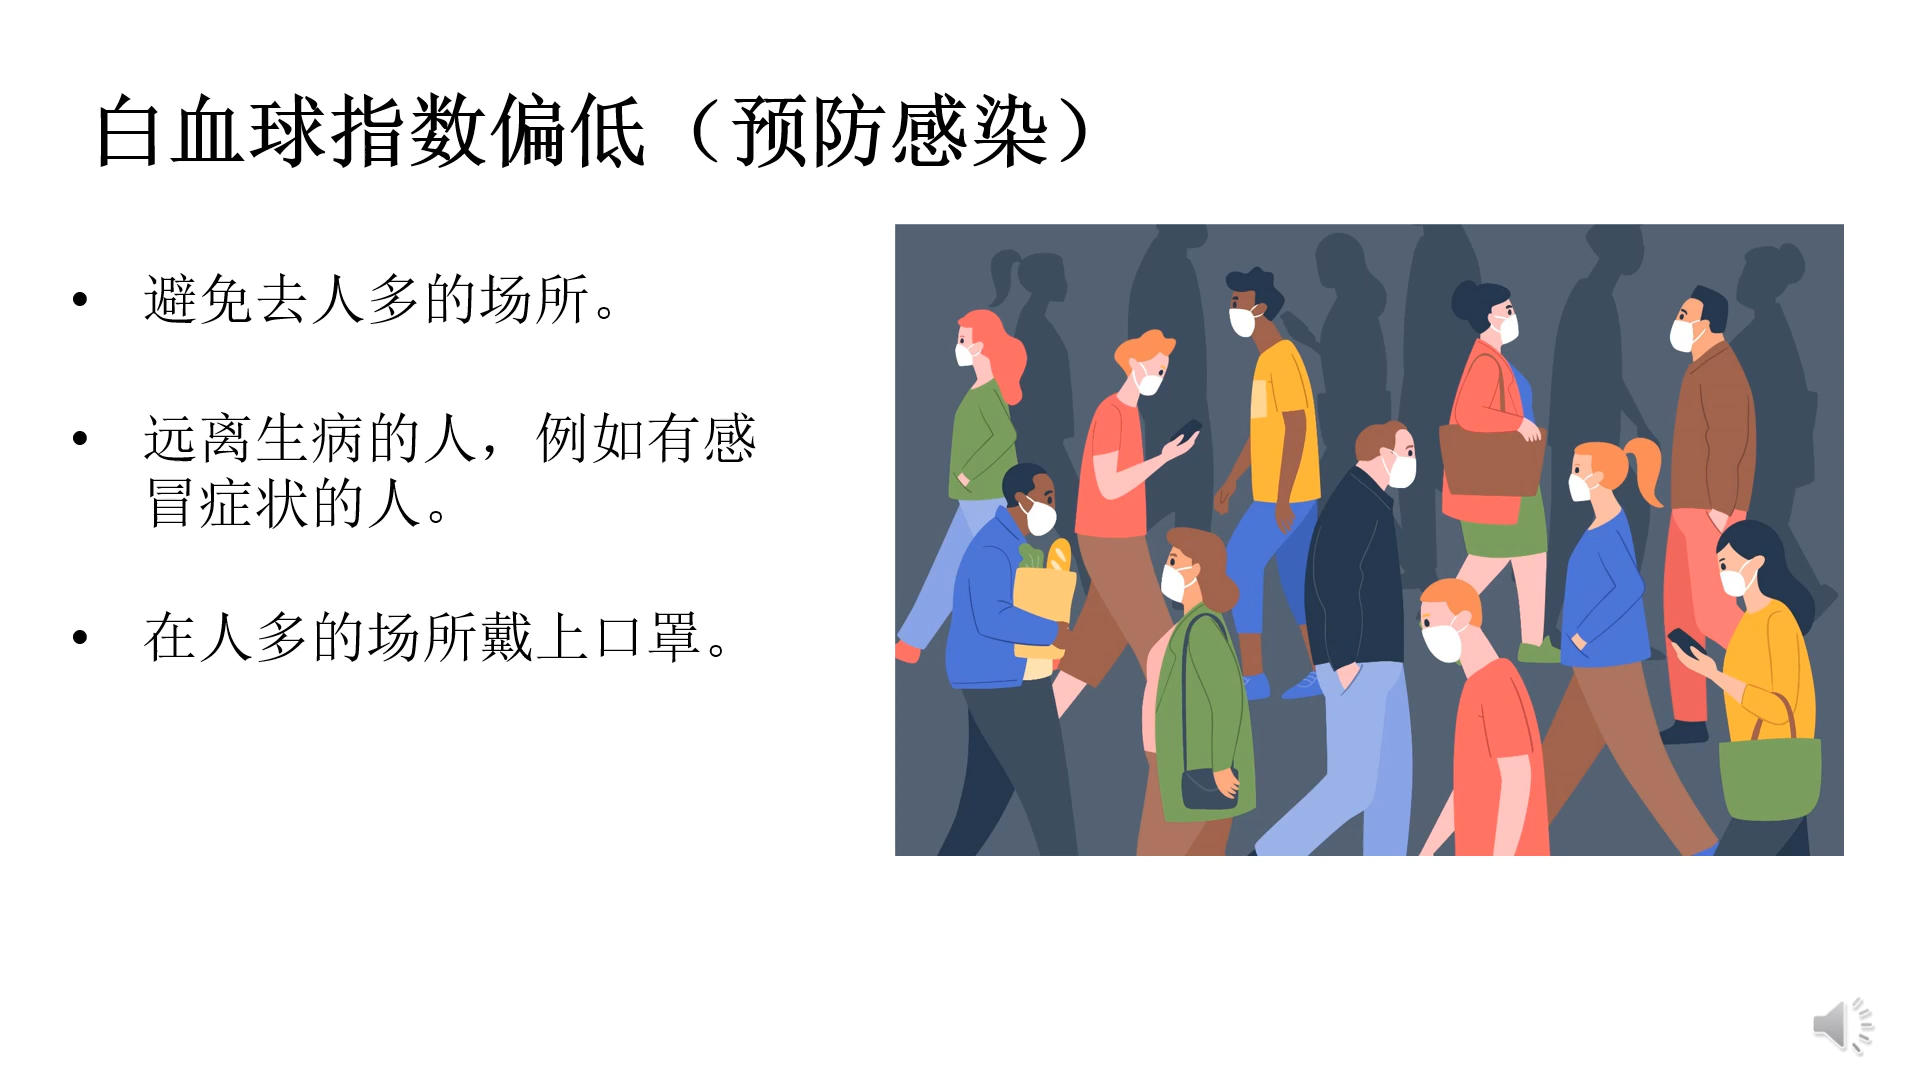 白血球指数偏低（预防感染）
• 避免去人多的场所。
• 远离生病的人，例如有感
冒症状的人。
• 在人多的场所戴上口罩。